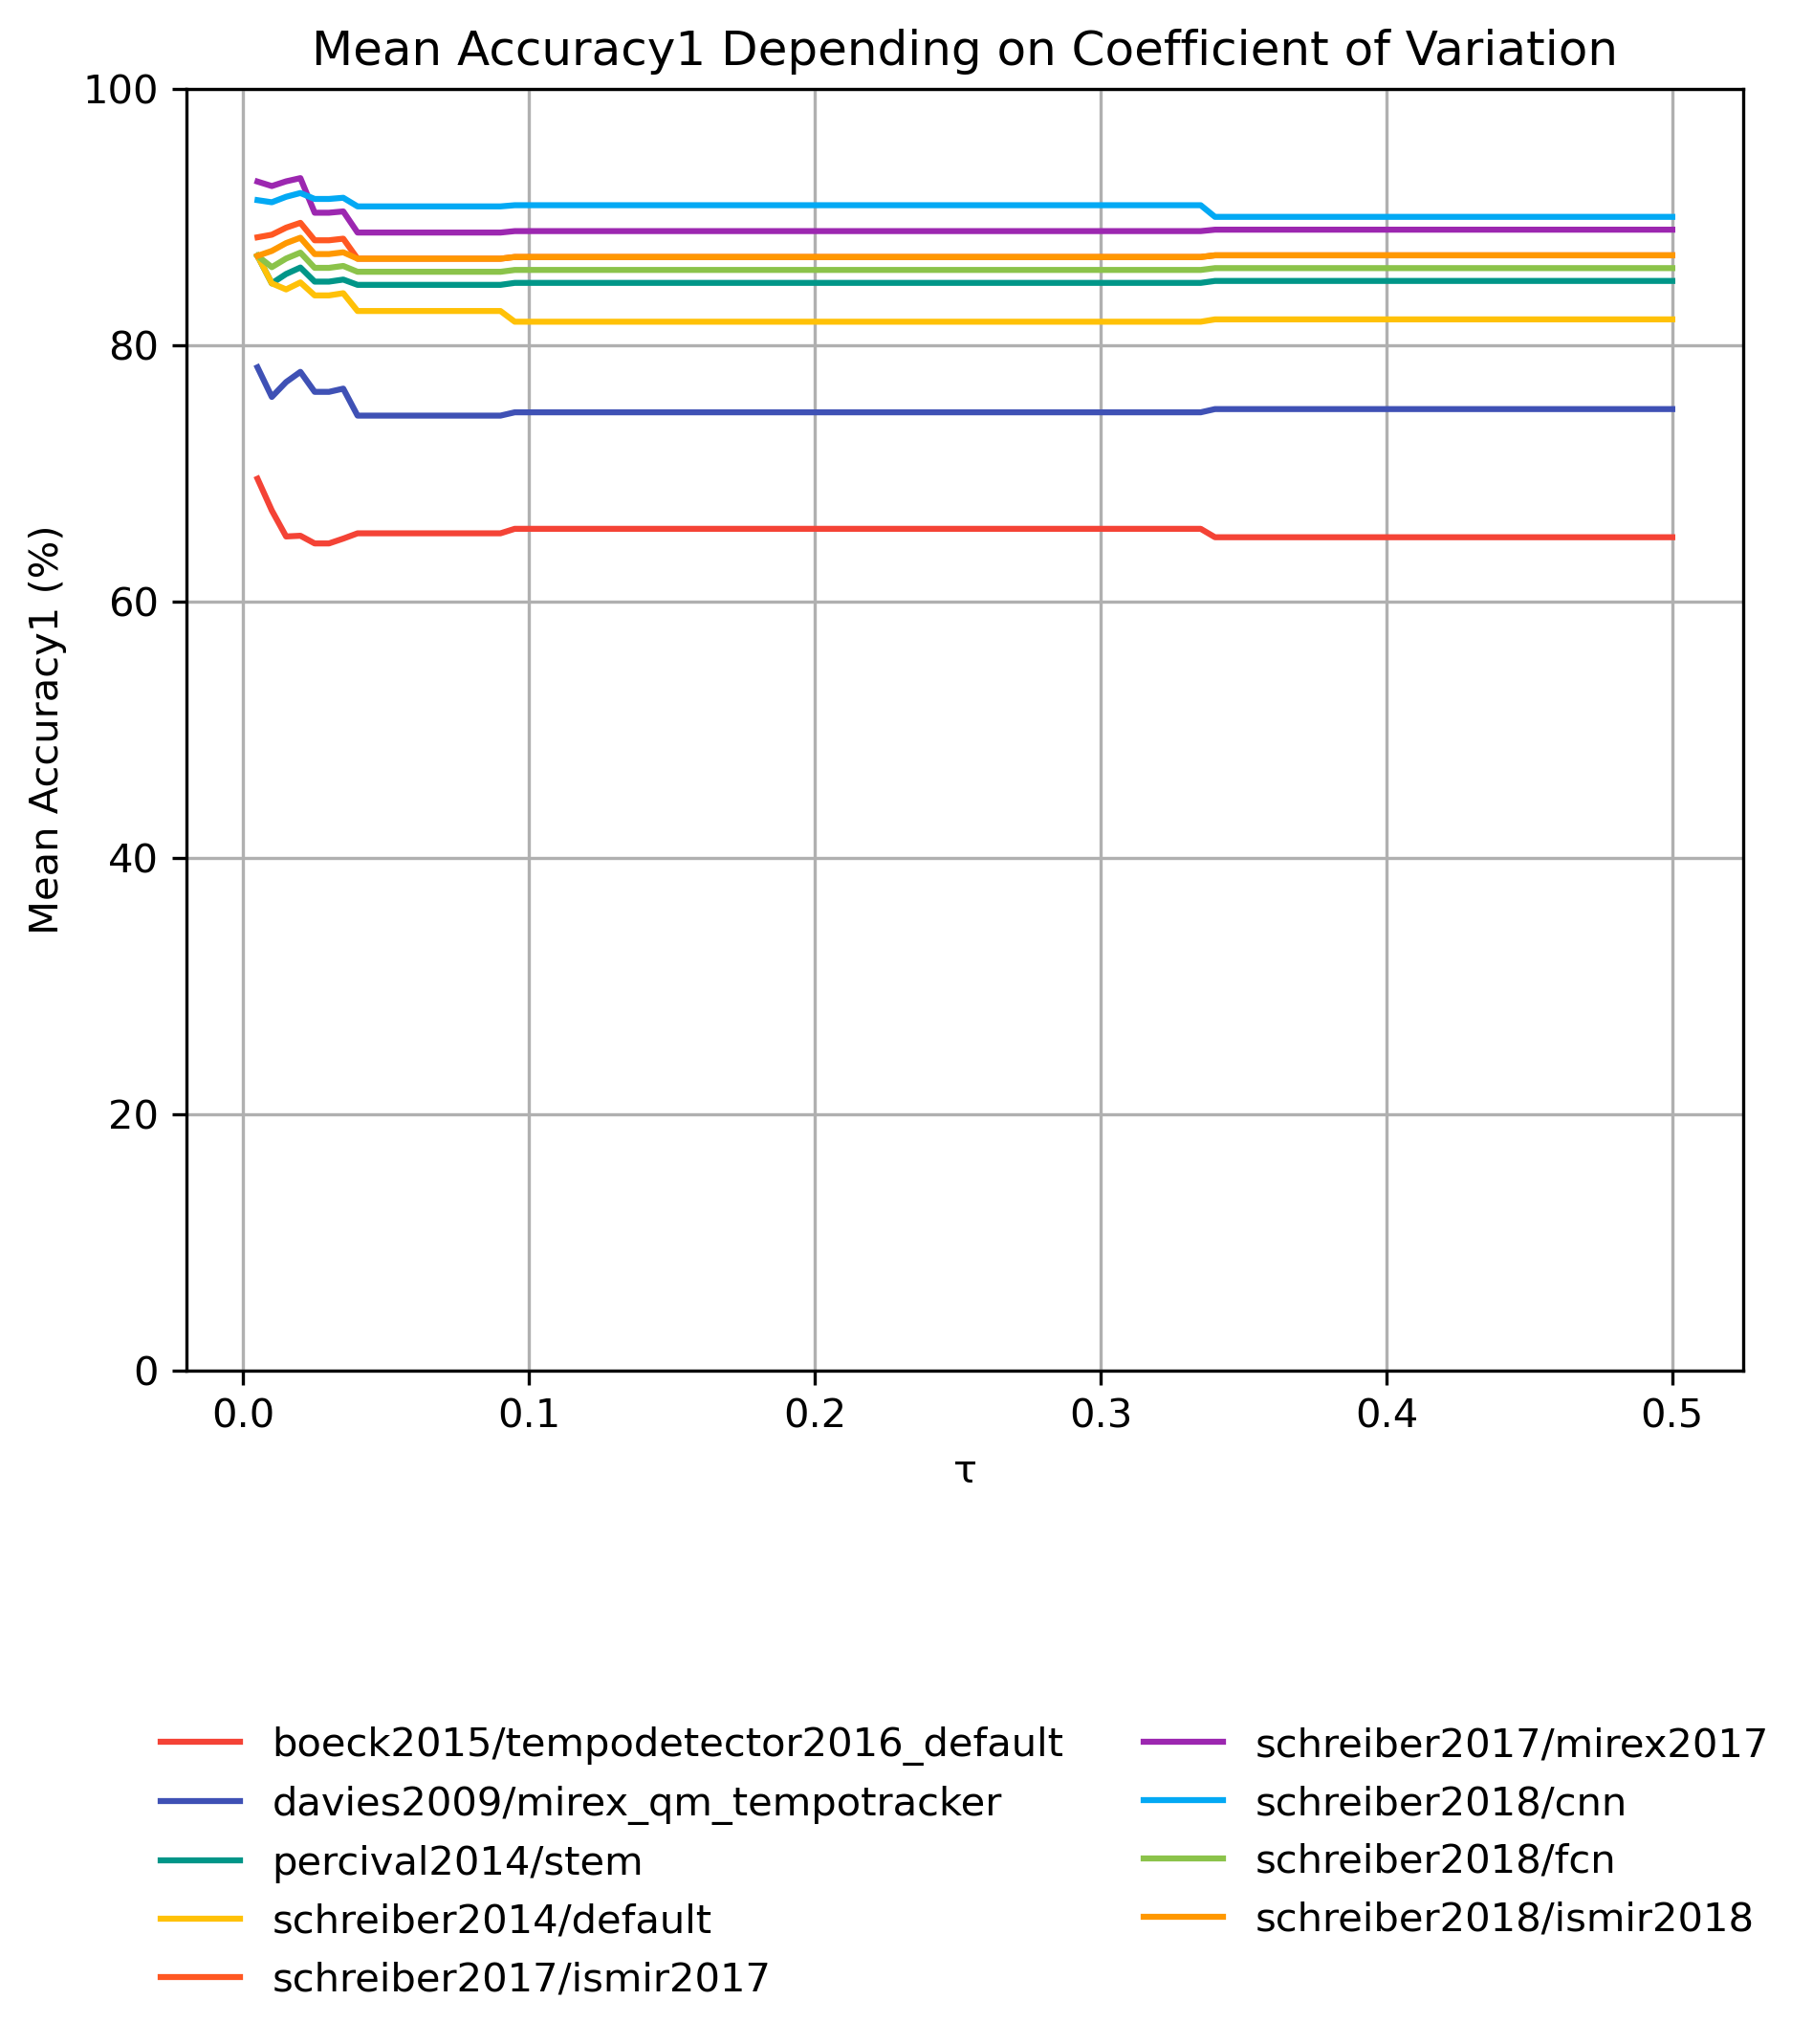 Mean Accuracy1 Depending on Coefficient of Variation
100
80
60
40
20
0
Mean Accuracy1 (%)
0.0 0.1 0.2 0.3 0.4 0.5
τ
boeck2015/tempodetector2016_default
davies2009/mirex_qm_tempotracker
percival2014/stem
schreiber2014/default
schreiber2017/ismir2017
schreiber2017/mirex2017
schreiber2018/cnn
schreiber2018/fcn
schreiber2018/ismir2018